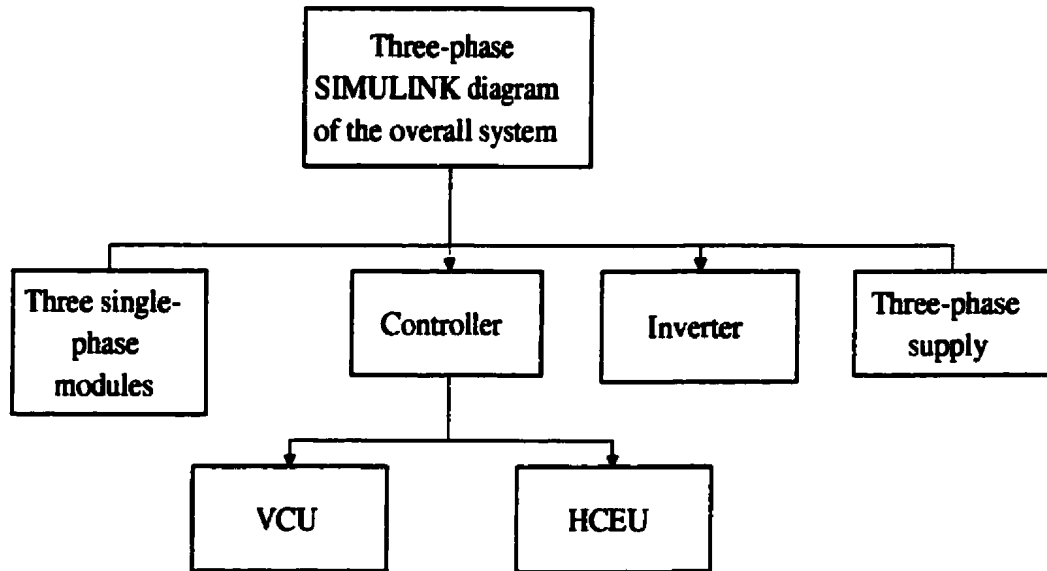 Three-phase
SIMULINK diagram
of the overall system
Three single-
phase
modules
Controller
Inverter
Three-phase
supply
VCU
HCEU